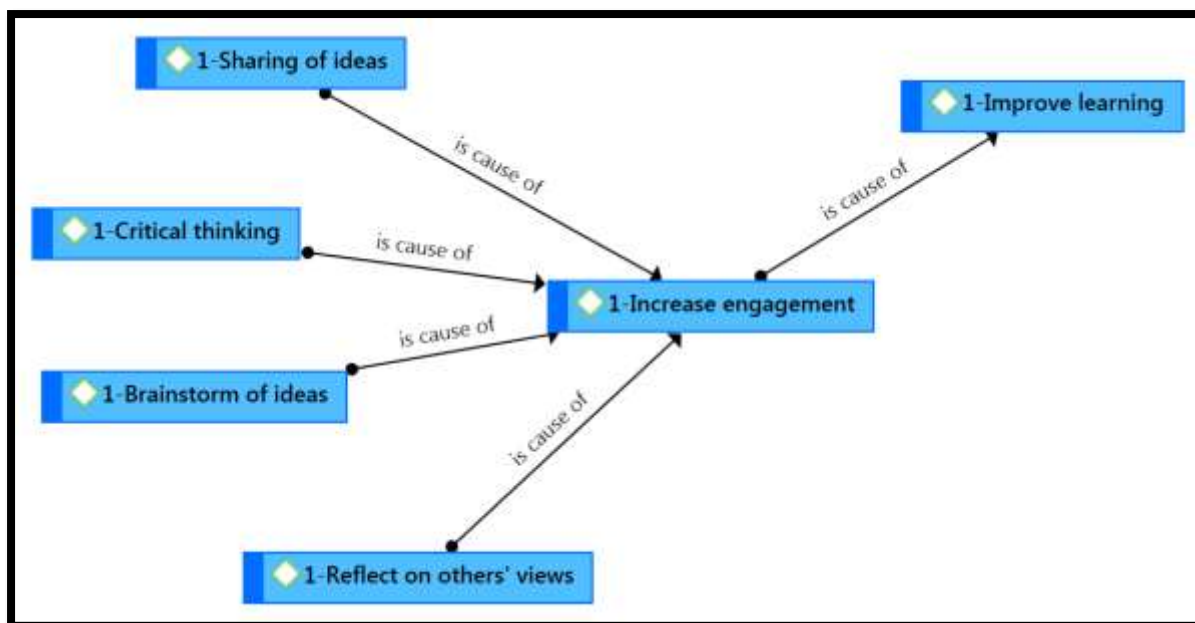 1-Sharing of ideas
1-Improve learning
is cause of
is cause of
1-Critical thinking
is cause of
1-Increase engagement
is cause of
1-Brainstorm of ideas
is cause of
1-Reflect on others' views